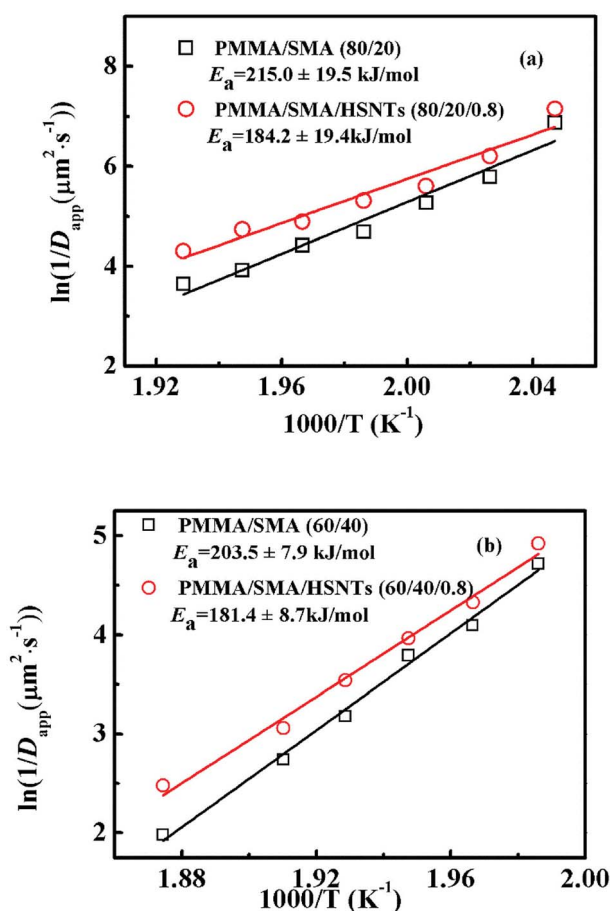 PMMA/SMA (80/20)
(a)
Eₐ=215.0 ± 19.5 kJ/mol
PMMA/SMA/HSNTs (80/20/0.8)
Eₐ=184.2 ± 19.4kJ/mol
8
6
4
2
ln(1/D_app(μm²·s⁻¹))
1.92 1.96 2.00 2.04
1000/T (K⁻¹)
PMMA/SMA (60/40)
(b)
Eₐ=203.5 ± 7.9 kJ/mol
PMMA/SMA/HSNTs (60/40/0.8)
Eₐ=181.4 ± 8.7kJ/mol
5
4
3
2
ln(1/D_app(μm²·s⁻¹))
1.88 1.92 1.96 2.00
1000/T (K⁻¹)